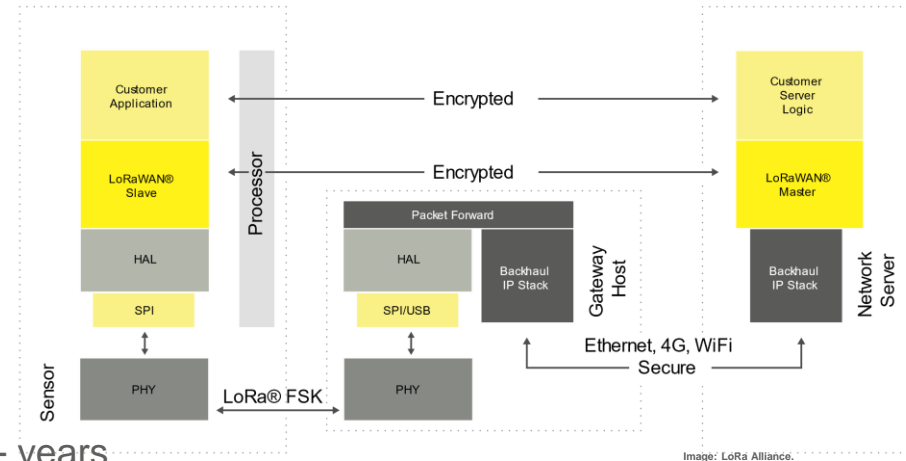 Customer
Application
LoRaWAN®
Slave
HAL
SPI
PHY
Sensor
Processor
Encrypted
Encrypted
Packet Forward
HAL
SPI/USB
PHY
Backhaul
IP Stack
Gateway
Host
LoRa® FSK
Ethernet, 4G, WiFi
Secure
Customer
Server
Logic
LoRaWAN®
Master
Backhaul
IP Stack
Network
Server
years
Image: LoRa Alliance.